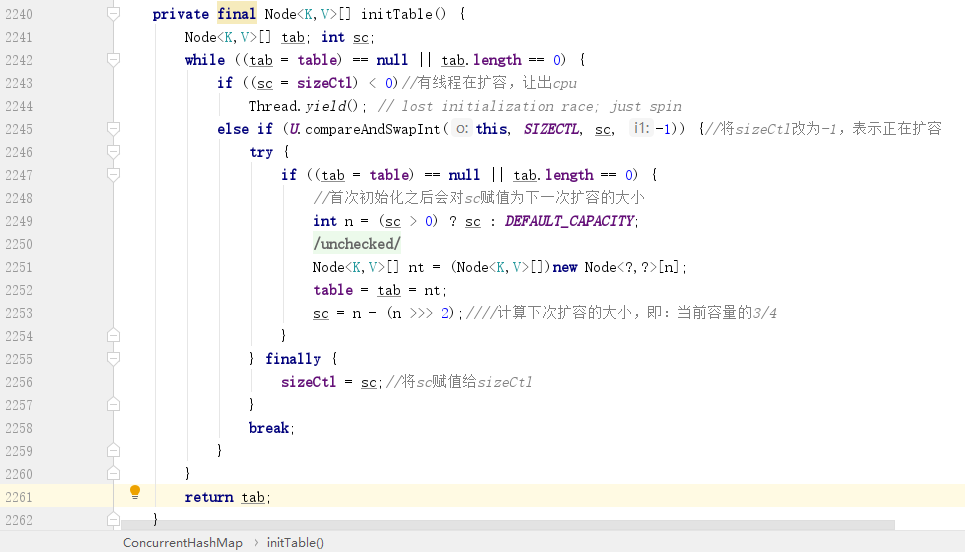 2240 private final Node<K,V>[] initTable() {
2241 Node<K,V>[] tab; int sc;
2242 while ((tab = table) == null || tab.length == 0) {
2243 if ((sc = sizeCtl) < 0)//有线程在扩容，让出cpu
2244 Thread.yield(); // lost initialization race; just spin
2245 else if (U.compareAndSwapInt( o: this, SIZECTL, sc, i1: -1)) {//将sizeCtl改为-1，表示正在扩容
2246 try {
2247 if ((tab = table) == null || tab.length == 0) {
2248 //首次初始化之后会对sc赋值为下一次扩容的大小
2249 int n = (sc > 0) ? sc : DEFAULT_CAPACITY;
2250 /unchecked/
2251 Node<K,V>[] nt = (Node<K,V>[])new Node<?,?>[n];
2252 table = tab = nt;
2253 sc = n - (n >>> 2);////计算下次扩容的大小，即：当前容量的3/4
2254 }
2255 } finally {
2256 sizeCtl = sc;//将sc赋值给sizeCtl
2257 }
2258 break;
2259 }
2260 }
2261 return tab;
2262 }
ConcurrentHashMap › initTable()